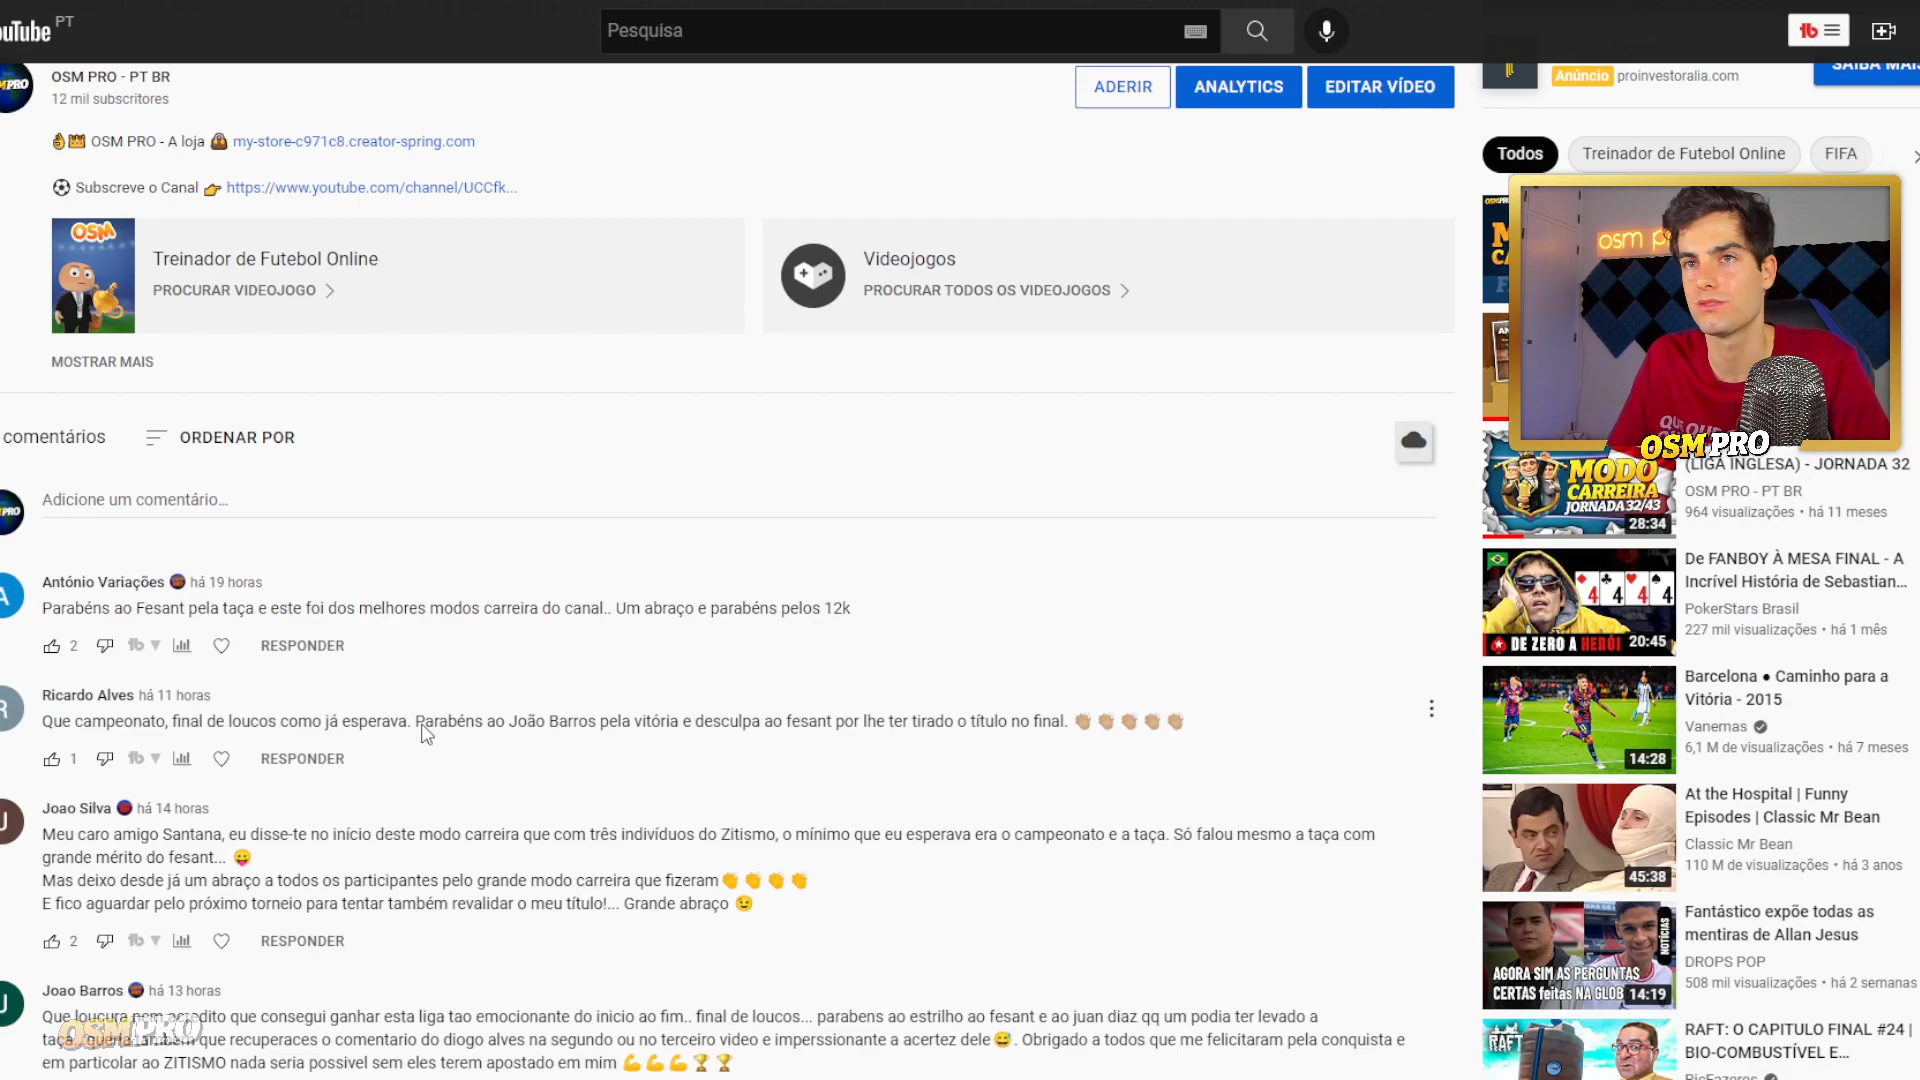 ouTube PT
Pesquisa
OSM PRO - PT BR
12 mil subscritores
ADERIR
ANALYTICS
EDITAR VÍDEO
OSM PRO - A loja my-store-c971c8.creator-spring.com
Subscreve o Canal https://www.youtube.com/channel/UCCfk...
OSM
Treinador de Futebol Online
PROCURAR VIDEOJOGO
Videojogos
PROCURAR TODOS OS VIDEOJOGOS
MOSTRAR MAIS
comentários
ORDENAR POR
Adicione um comentário...
António Variações há 19 horas
Parabéns ao Fesant pela taça e este foi dos melhores modos carreira do canal.. Um abraço e parabéns pelos 12k
2
RESPONDER
Ricardo Alves há 11 horas
Que campeonato, final de loucos como já esperava. Parabéns ao João Barros pela vitória e desculpa ao fesant por lhe ter tirado o título no final.
1
RESPONDER
Joao Silva há 14 horas
Meu caro amigo Santana, eu disse-te no início deste modo carreira que com três indivíduos do Zitismo, o mínimo que eu esperava era o campeonato e a taça. Só falou mesmo a taça com
grande mérito do fesant...
Mas deixo desde já um abraço a todos os participantes pelo grande modo carreira que fizeram
E fico aguardar pelo próximo torneio para tentar também revalidar o meu título!... Grande abraço
2
RESPONDER
Joao Barros há 13 horas
Que loucura nem acredito que consegui ganhar esta liga tao emocionante do inicio ao fim.. final de loucos... parabens ao estrilho ao fesant e ao juan diaz qq um podia ter levado a
taça.. queria tambem que recuperaces o comentario do diogo alves na segundo ou no terceiro video e imperssionante a acertez dele. Obrigado a todos que me felicitaram pela conquista e
em particolar ao ZITISMO nada seria possivel sem eles terem apostado em mim
OSM PRO
Anúncio proinvestoralia.com
SAIBA MAIS
Todos
Treinador de Futebol Online
FIFA
osm p
OSM PRO
(LIGA INGLESA) - JORNADA 32
OSM PRO - PT BR
964 visualizações • há 11 meses
MODO
CARREIRA
JORNADA 32/43
28:34
De FANBOY À MESA FINAL - A
Incrível História de Sebastian...
PokerStars Brasil
227 mil visualizações • há 1 mês
DE ZERO A HERÓI
20:45
Barcelona ● Caminho para a
Vitória - 2015
Vanemas
6,1 M de visualizações • há 7 meses
14:28
At the Hospital | Funny
Episodes | Classic Mr Bean
Classic Mr Bean
110 M de visualizações • há 3 anos
45:38
Fantástico expõe todas as
mentiras de Allan Jesus
DROPS POP
508 mil visualizações • há 2 semanas
NOTÍCIAS
AGORA SIM AS PERGUNTAS
CERTAS feitas NA GLOB
14:19
RAFT: O CAPITULO FINAL #24 |
BIO-COMBUSTÍVEL E...
RicFazeres
RAFT